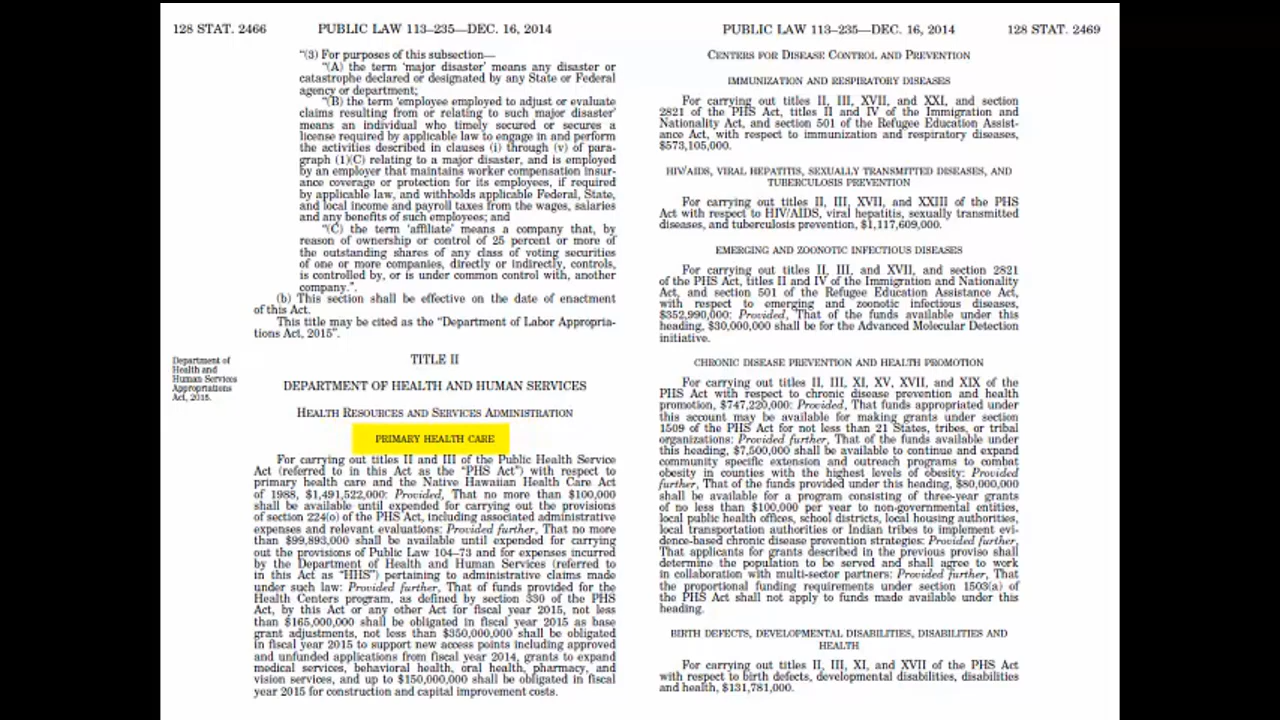 128 STAT. 2466
PUBLIC LAW 113–235—DEC. 16, 2014
“(3) For purposes of this subsection—
“(A) the term ‘major disaster’ means any disaster or
catastrophe declared or designated by any State or Federal
agency or department;
“(B) the term ‘employee employed to adjust or evaluate
claims resulting from or relating to such major disaster’
means an individual who timely secured or secures a
license required by applicable law to engage in and perform
the activities described in clauses (i) through (v) of para-
graph (1)(C) relating to a major disaster, and is employed
by an employer that maintains worker compensation insur-
ance coverage or protection for its employees, if required
by applicable law, and withholds applicable Federal, State,
and local income and payroll taxes from the wages, salaries
and any benefits of such employees; and
“(C) the term ‘affiliate’ means a company that, by
reason of ownership or control of 25 percent or more of
the outstanding shares of any class of voting securities
of one or more companies, directly or indirectly, controls,
is controlled by, or is under common control with, another
company.”.
(b) This section shall be effective on the date of enactment
of this Act.
This title may be cited as the “Department of Labor Appropria-
tions Act, 2015”.
Department of
Health and
Human Services
Appropriations
Act, 2015.
TITLE II
DEPARTMENT OF HEALTH AND HUMAN SERVICES
HEALTH RESOURCES AND SERVICES ADMINISTRATION
PRIMARY HEALTH CARE
For carrying out titles II and III of the Public Health Service
Act (referred to in this Act as the “PHS Act”) with respect to
primary health care and the Native Hawaiian Health Care Act
of 1988, $1,491,522,000: Provided, That no more than $100,000
shall be available until expended for carrying out the provisions
of section 224(o) of the PHS Act, including associated administrative
expenses and relevant evaluations: Provided further, That no more
than $99,893,000 shall be available until expended for carrying
out the provisions of Public Law 104–73 and for expenses incurred
by the Department of Health and Human Services (referred to
in this Act as “HHS”) pertaining to administrative claims made
under such law: Provided further, That of funds provided for the
Health Centers program, as defined by section 330 of the PHS
Act, by this Act or any other Act for fiscal year 2015, not less
than $165,000,000 shall be obligated in fiscal year 2015 as base
grant adjustments, not less than $350,000,000 shall be obligated
in fiscal year 2015 to support new access points including approved
and unfunded applications from fiscal year 2014, grants to expand
medical services, behavioral health, oral health, pharmacy, and
vision services, and up to $150,000,000 shall be obligated in fiscal
year 2015 for construction and capital improvement costs.
PUBLIC LAW 113–235—DEC. 16, 2014
128 STAT. 2469
CENTERS FOR DISEASE CONTROL AND PREVENTION
IMMUNIZATION AND RESPIRATORY DISEASES
For carrying out titles II, III, XVII, and XXI, and section
2821 of the PHS Act, titles II and IV of the Immigration and
Nationality Act, and section 501 of the Refugee Education Assist-
ance Act, with respect to immunization and respiratory diseases,
$573,105,000.
HIV/AIDS, VIRAL HEPATITIS, SEXUALLY TRANSMITTED DISEASES, AND
TUBERCULOSIS PREVENTION
For carrying out titles II, III, XVII, and XXIII of the PHS
Act with respect to HIV/AIDS, viral hepatitis, sexually transmitted
diseases, and tuberculosis prevention, $1,117,609,000.
EMERGING AND ZOONOTIC INFECTIOUS DISEASES
For carrying out titles II, III, and XVII, and section 2821
of the PHS Act, titles II and IV of the Immigration and Nationality
Act, and section 501 of the Refugee Education Assistance Act,
with respect to emerging and zoonotic infectious diseases,
$352,990,000: Provided, That of the funds available under this
heading, $30,000,000 shall be for the Advanced Molecular Detection
initiative.
CHRONIC DISEASE PREVENTION AND HEALTH PROMOTION
For carrying out titles II, III, XI, XV, XVII, and XIX of the
PHS Act with respect to chronic disease prevention and health
promotion, $747,220,000: Provided, That funds appropriated under
this account may be available for making grants under section
1509 of the PHS Act for not less than 21 States, tribes, or tribal
organizations: Provided further, That of the funds available under
this heading, $7,500,000 shall be available to continue and expand
community specific extension and outreach programs to combat
obesity in counties with the highest levels of obesity: Provided
further, That of the funds provided under this heading, $80,000,000
shall be available for a program consisting of three-year grants
of no less than $100,000 per year to non-governmental entities,
local public health offices, school districts, local housing authorities,
local transportation authorities or Indian tribes to implement evi-
dence-based chronic disease prevention strategies: Provided further,
That applicants for grants described in the previous proviso shall
determine the population to be served and shall agree to work
in collaboration with multi-sector partners: Provided further, That
the proportional funding requirements under section 1503(a) of
the PHS Act shall not apply to funds made available under this
heading.
BIRTH DEFECTS, DEVELOPMENTAL DISABILITIES, DISABILITIES AND
HEALTH
For carrying out titles II, III, XI, and XVII of the PHS Act
with respect to birth defects, developmental disabilities, disabilities
and health, $131,781,000.